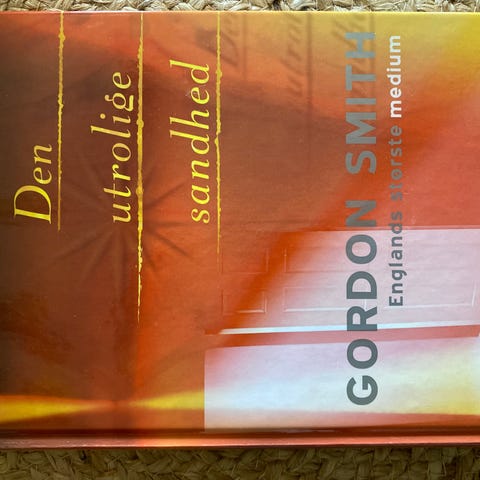 Den
utrolige
sandhed
GORDON SMITH
Englands største medium